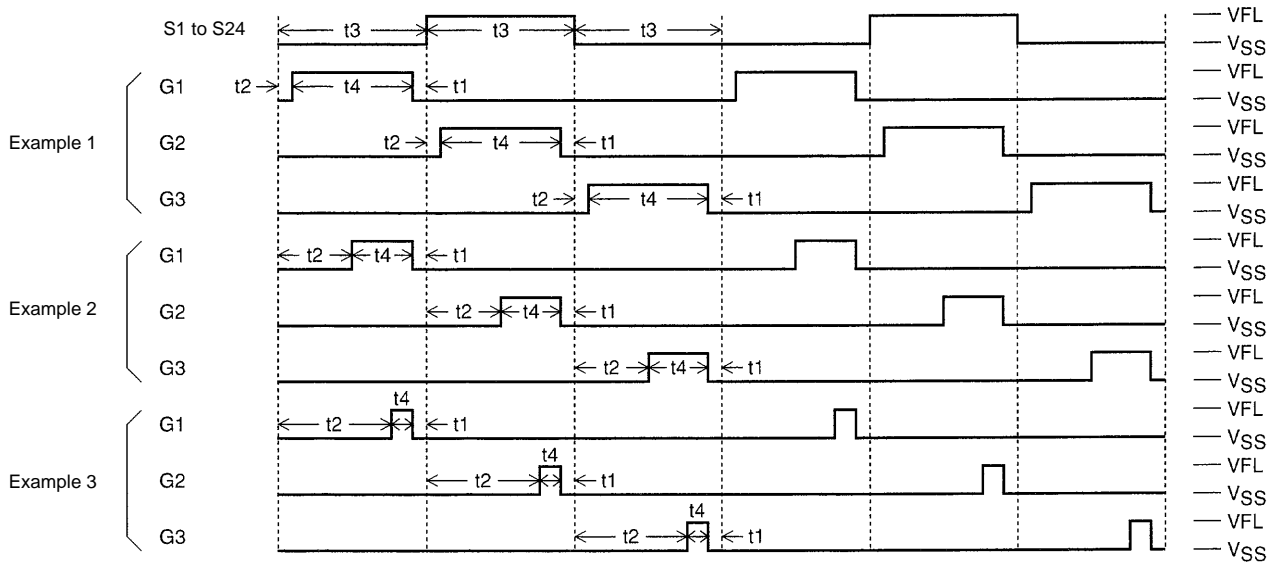 S1 to S24 t3 t3 t3 VFL
VSS
G1 t2 t4 t1 VFL
VSS
Example 1 G2 t2 t4 t1 VFL
VSS
G3 t2 t4 t1 VFL
VSS
G1 t2 t4 t1 VFL
VSS
Example 2 G2 t2 t4 t1 VFL
VSS
G3 t2 t4 t1 VFL
VSS
t4
G1 t2 t1 VFL
VSS
t4
Example 3 G2 t2 t1 VFL
VSS
t4
G3 t2 t1 VFL
VSS